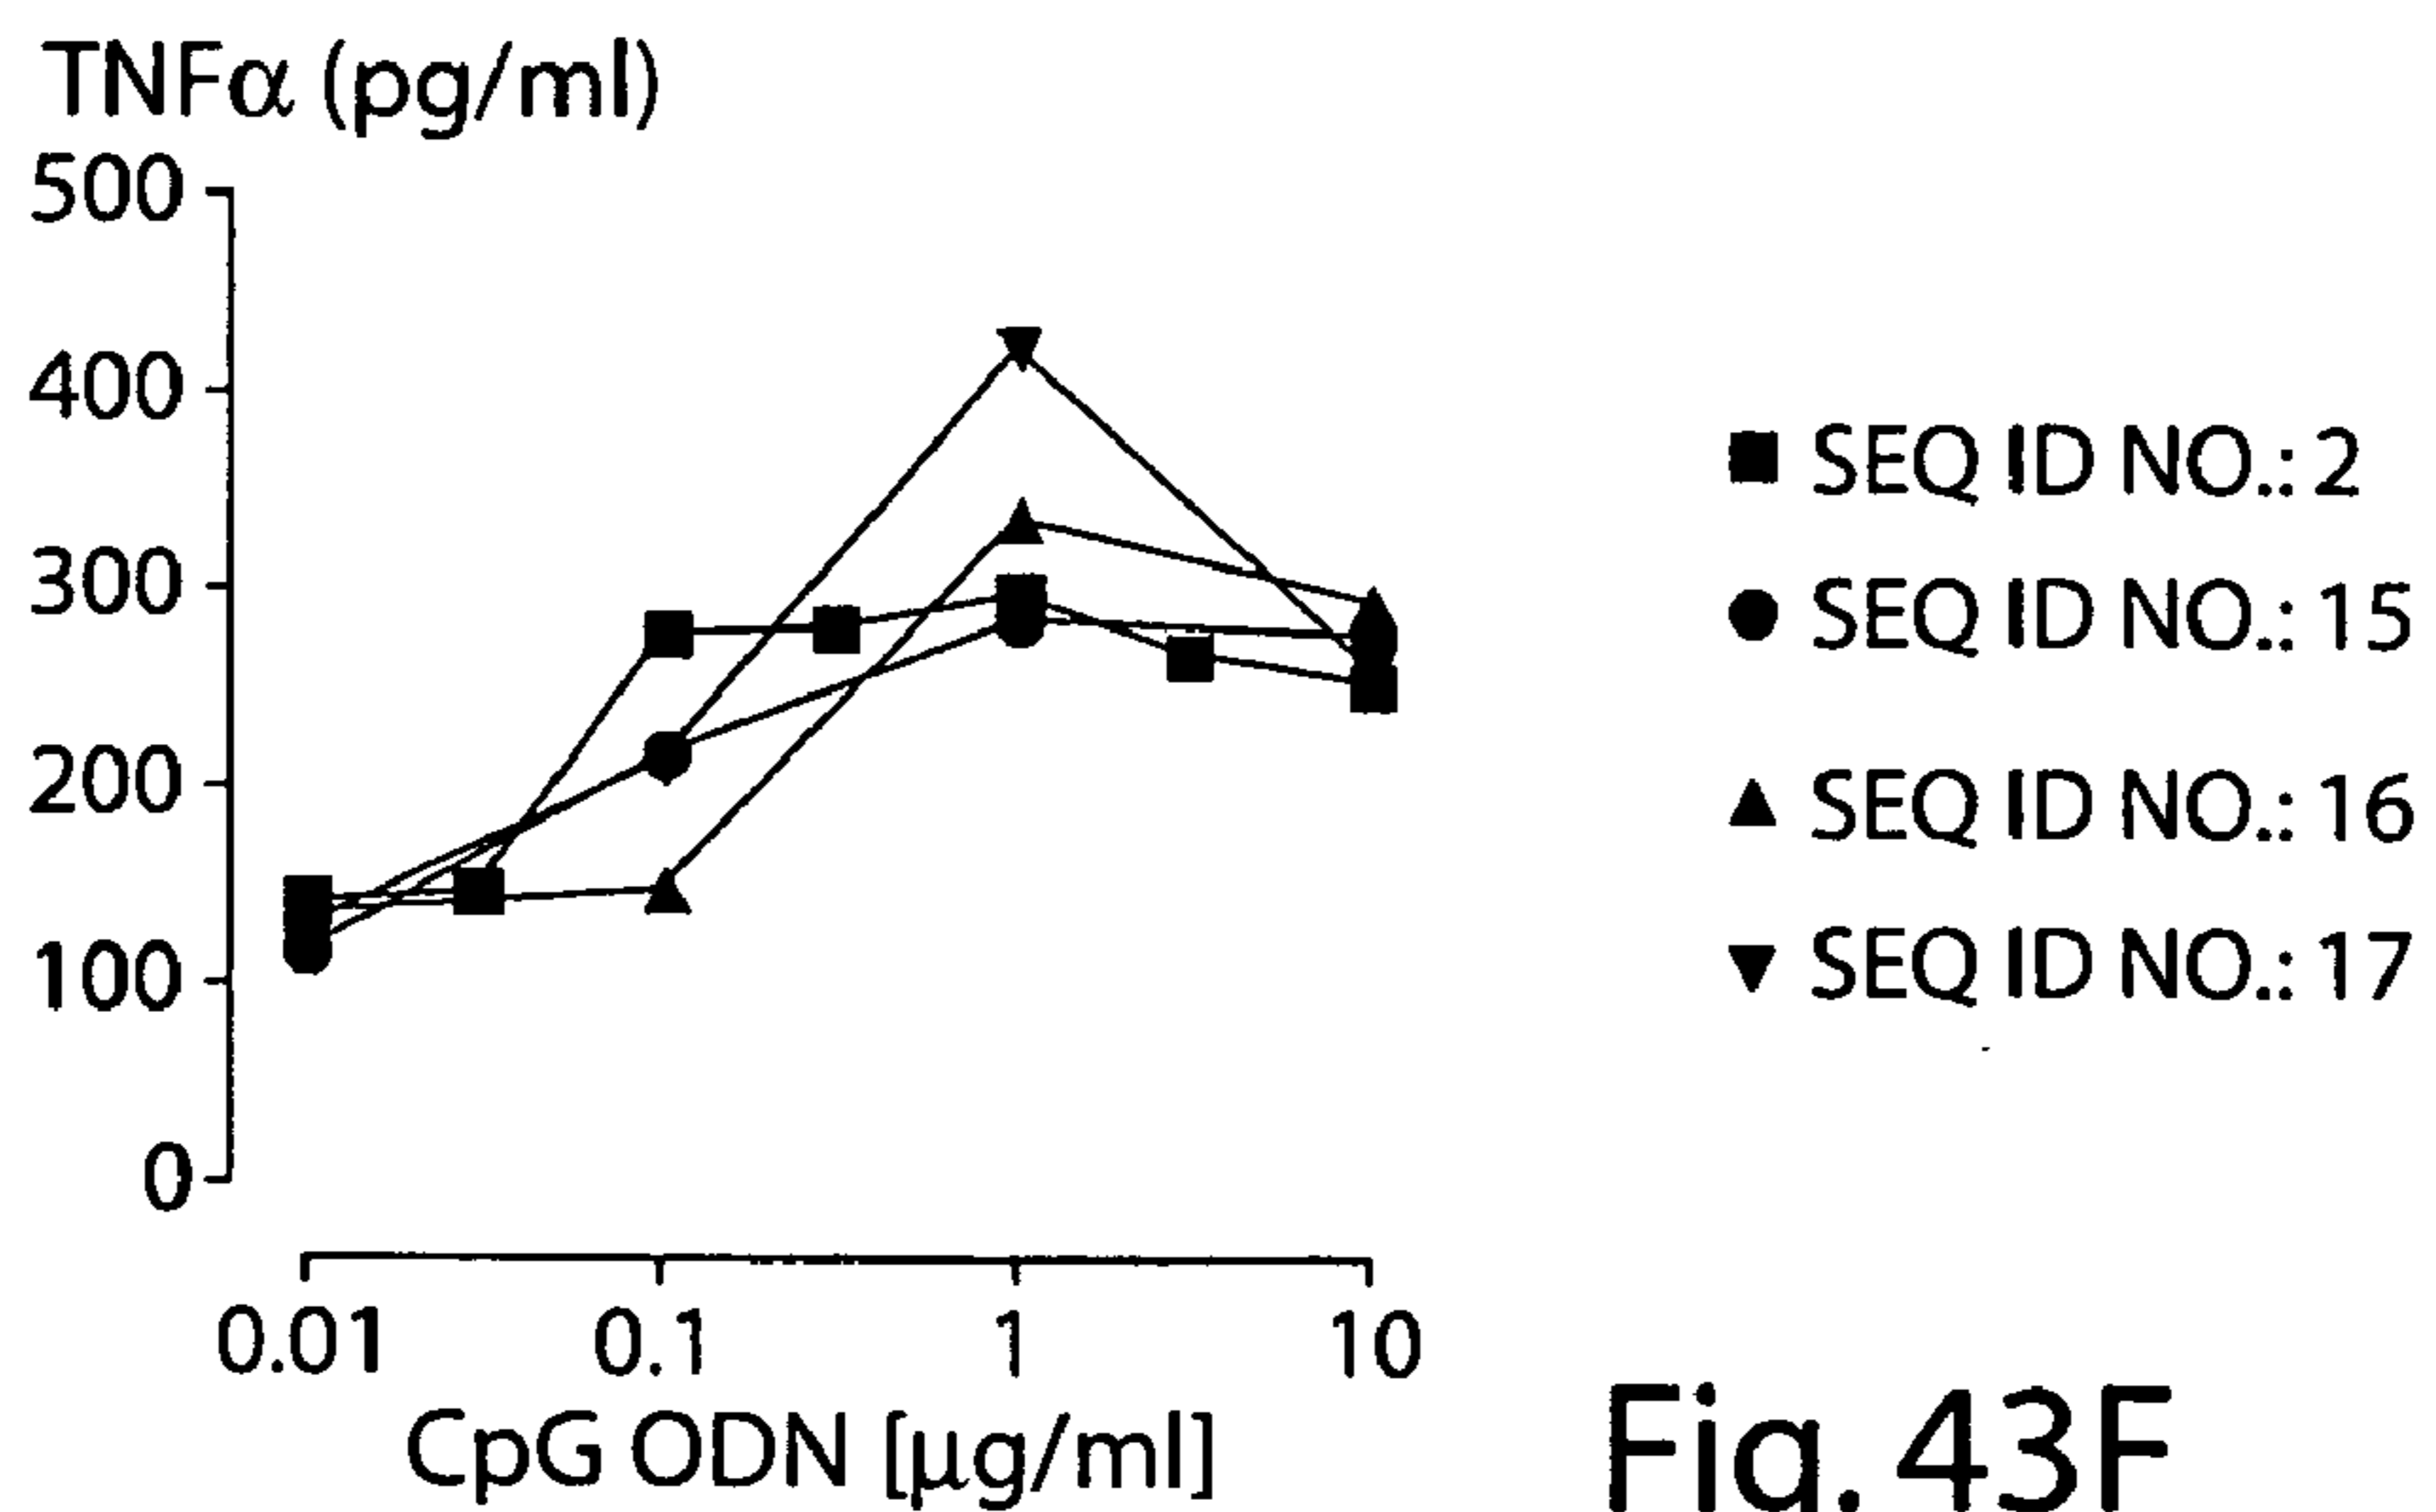 TNFα (pg/ml)
500
400
300
200
100
0
0.01 0.1 1 10
CpG ODN [µg/ml]
SEQ ID NO.: 2
SEQ ID NO.: 15
SEQ ID NO.: 16
SEQ ID NO.: 17
Fig. 43F